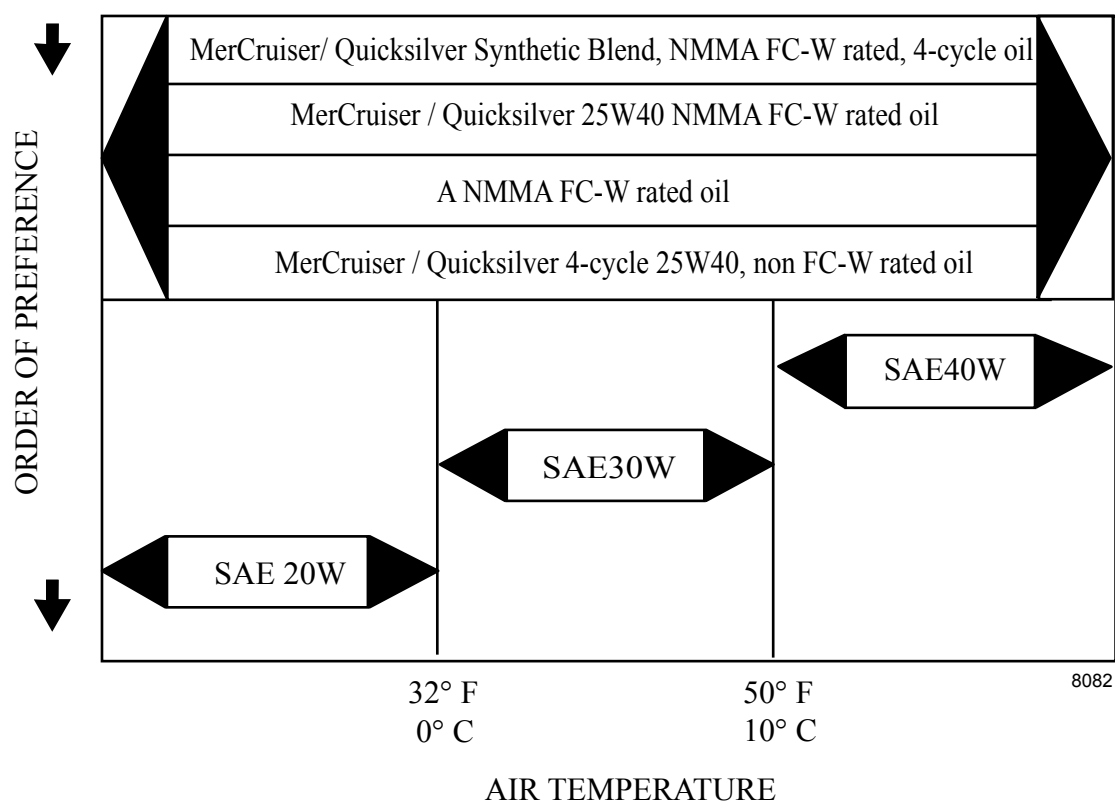 MerCruiser/ Quicksilver Synthetic Blend, NMMA FC-W rated, 4-cycle oil
MerCruiser / Quicksilver 25W40 NMMA FC-W rated oil
A NMMA FC-W rated oil
MerCruiser / Quicksilver 4-cycle 25W40, non FC-W rated oil
ORDER OF PREFERENCE
SAE40W
SAE30W
SAE 20W
32° F
0° C
50° F
10° C
8082
AIR TEMPERATURE